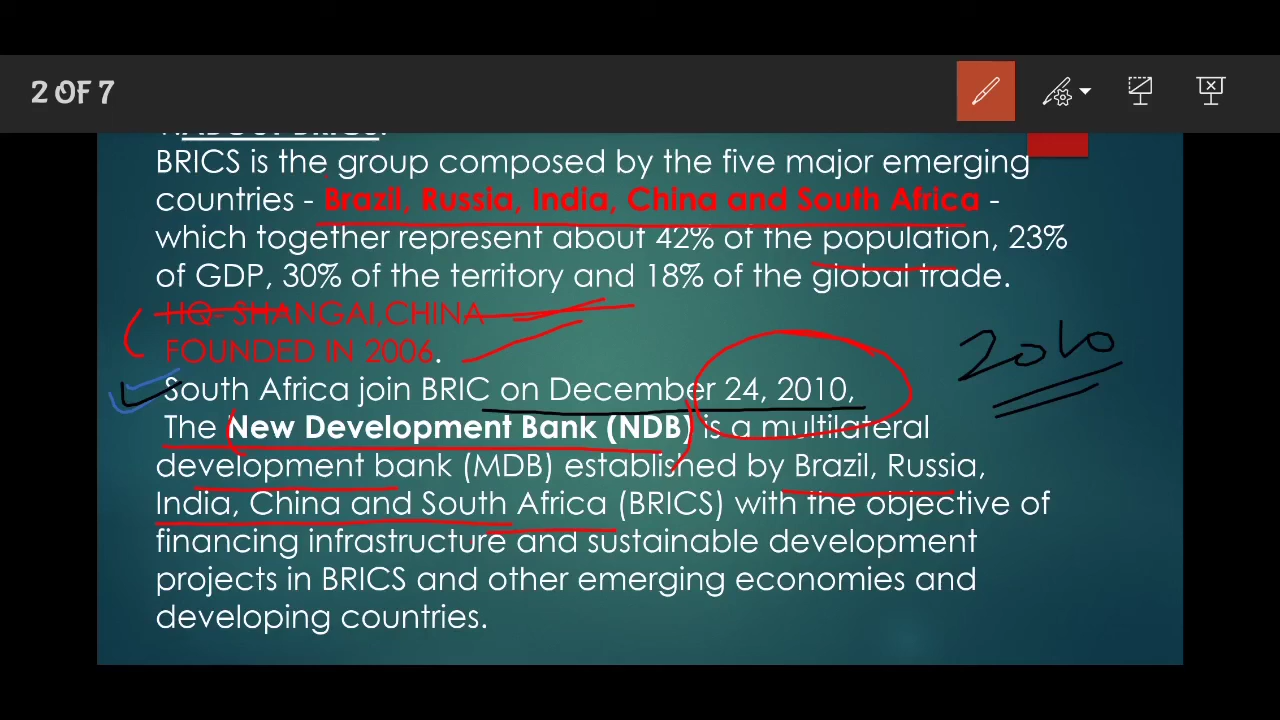 2 OF 7
BRICS is the group composed by the five major emerging
countries - Brazil, Russia, India, China and South Africa -
which together represent about 42% of the population, 23%
of GDP, 30% of the territory and 18% of the global trade.
HQ- SHANGAI,CHINA
FOUNDED IN 2006.
South Africa join BRIC on December 24, 2010,
2010
The New Development Bank (NDB) is a multilateral
development bank (MDB) established by Brazil, Russia,
India, China and South Africa (BRICS) with the objective of
financing infrastructure and sustainable development
projects in BRICS and other emerging economies and
developing countries.